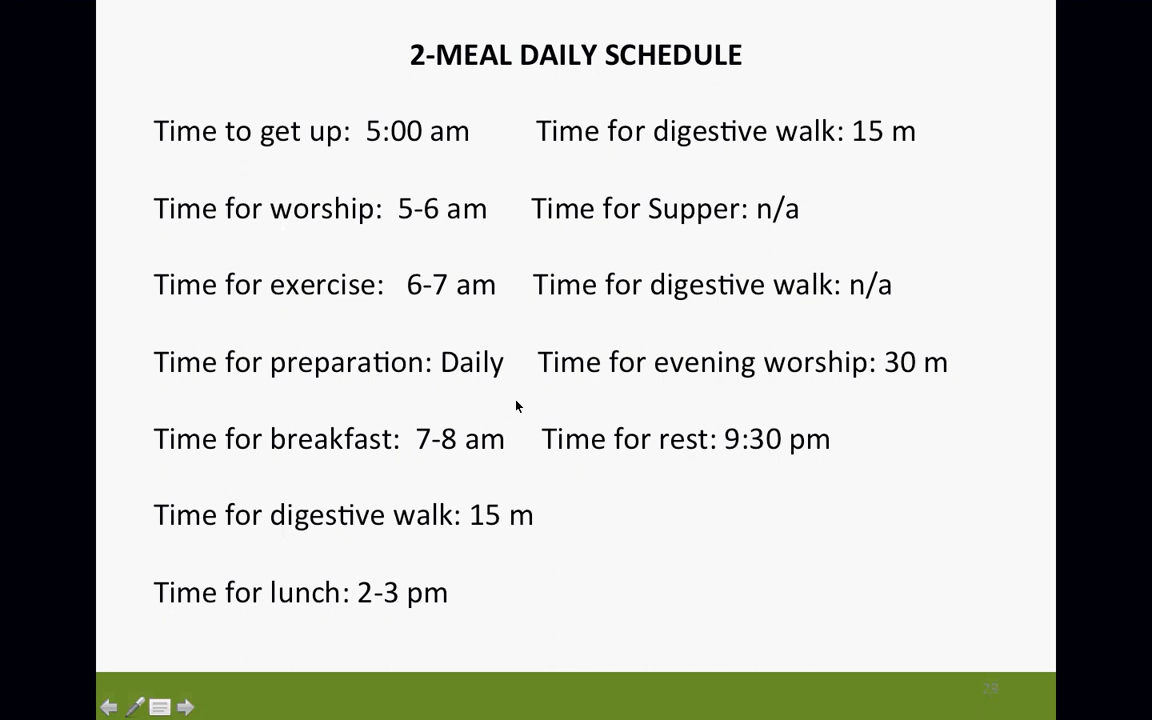 2-MEAL DAILY SCHEDULE
Time to get up: 5:00 am
Time for worship: 5-6 am
Time for exercise: 6-7 am
Time for preparation: Daily
Time for breakfast: 7-8 am
Time for digestive walk: 15 m
Time for lunch: 2-3 pm
Time for digestive walk: 15 m
Time for Supper: n/a
Time for digestive walk: n/a
Time for evening worship: 30 m
Time for rest: 9:30 pm
29